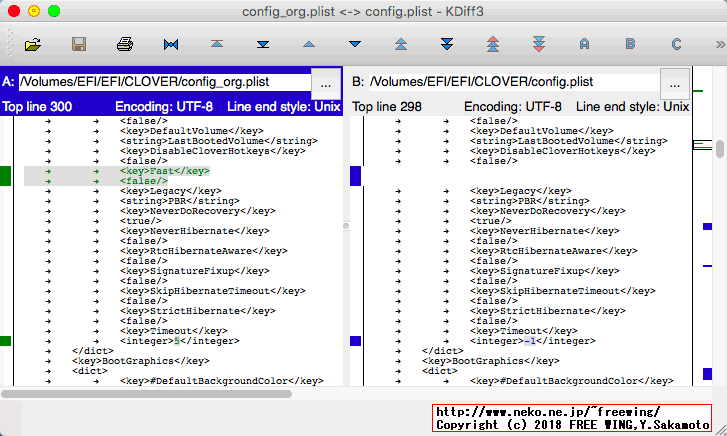 config_org.plist <-> config.plist - KDiff3
A B C »
A: /Volumes/EFI/EFI/CLOVER/config_org.plist ...
Top line 300 Encoding: UTF-8 Line end style: Unix
<false/>
<key>DefaultVolume</key>
<string>LastBootedVolume</string>
<key>DisableCloverHotkeys</key>
<false/>
<key>Fast</key>
<false/>
<key>Legacy</key>
<string>PBR</string>
<key>NeverDoRecovery</key>
<true/>
<key>NeverHibernate</key>
<false/>
<key>RtcHibernateAware</key>
<false/>
<key>SignatureFixup</key>
<false/>
<key>SkipHibernateTimeout</key>
<false/>
<key>StrictHibernate</key>
<false/>
<key>Timeout</key>
<integer>5</integer>
</dict>
<key>BootGraphics</key>
<dict>
<key>#DefaultBackgroundColor</key>
B: /Volumes/EFI/EFI/CLOVER/config.plist ...
Top line 298 Encoding: UTF-8 Line end style: Unix
<false/>
<key>DefaultVolume</key>
<string>LastBootedVolume</string>
<key>DisableCloverHotkeys</key>
<false/>
<key>Legacy</key>
<string>PBR</string>
<key>NeverDoRecovery</key>
<true/>
<key>NeverHibernate</key>
<false/>
<key>RtcHibernateAware</key>
<false/>
<key>SignatureFixup</key>
<false/>
<key>SkipHibernateTimeout</key>
<false/>
<key>StrictHibernate</key>
<false/>
<key>Timeout</key>
<integer>-1</integer>
</dict>
<key>BootGraphics</key>
<dict>
<key>#DefaultBackgroundColor</key>
http://www.neko.ne.jp/~freewing/
Copyright (c) 2018 FREE WING,Y.Sakamoto